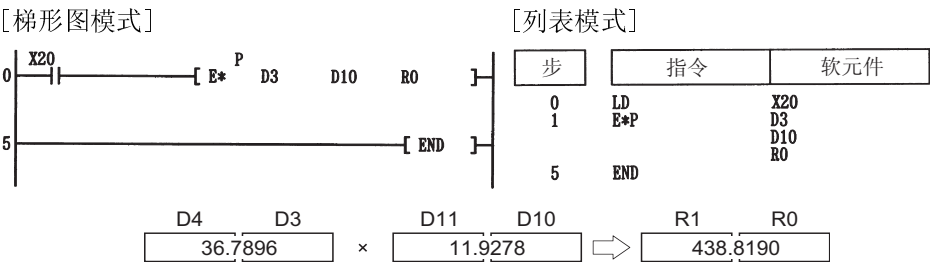 [梯形图模式]
[列表模式]
X20
0
E*
P
D3 D10 R0
5
END
步 指令 软元件
0 LD X20
1 E*P D3
D10
R0
5 END
D4 D3 D11 D10 R1 R0
36.7896 × 11.9278 438.8190